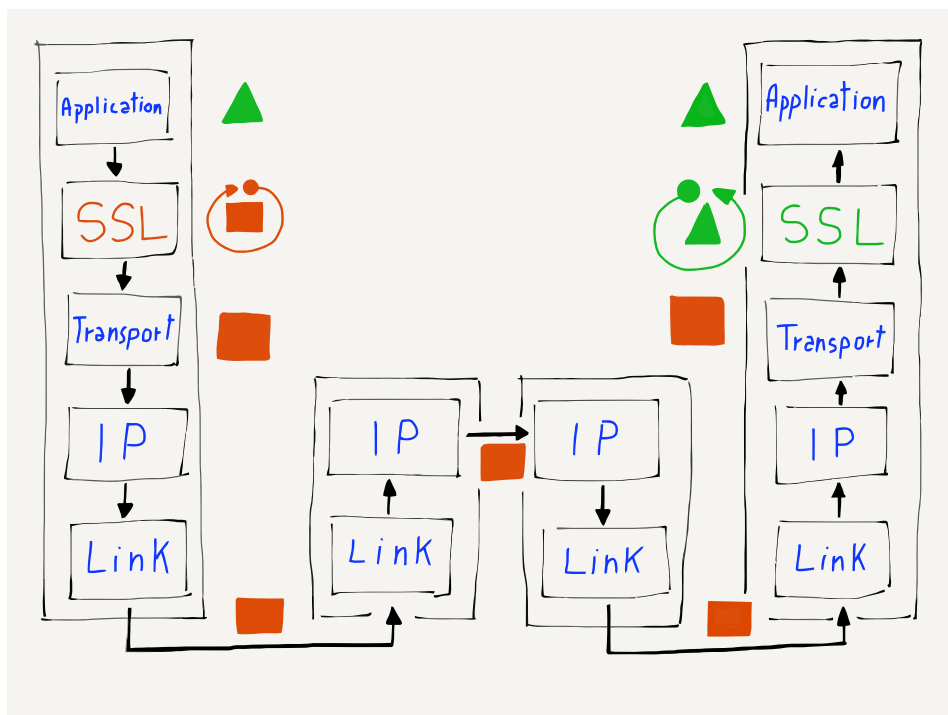 Application
SSL
Transport
IP
Link
IP
Link
IP
Link
Application
SSL
Transport
IP
Link